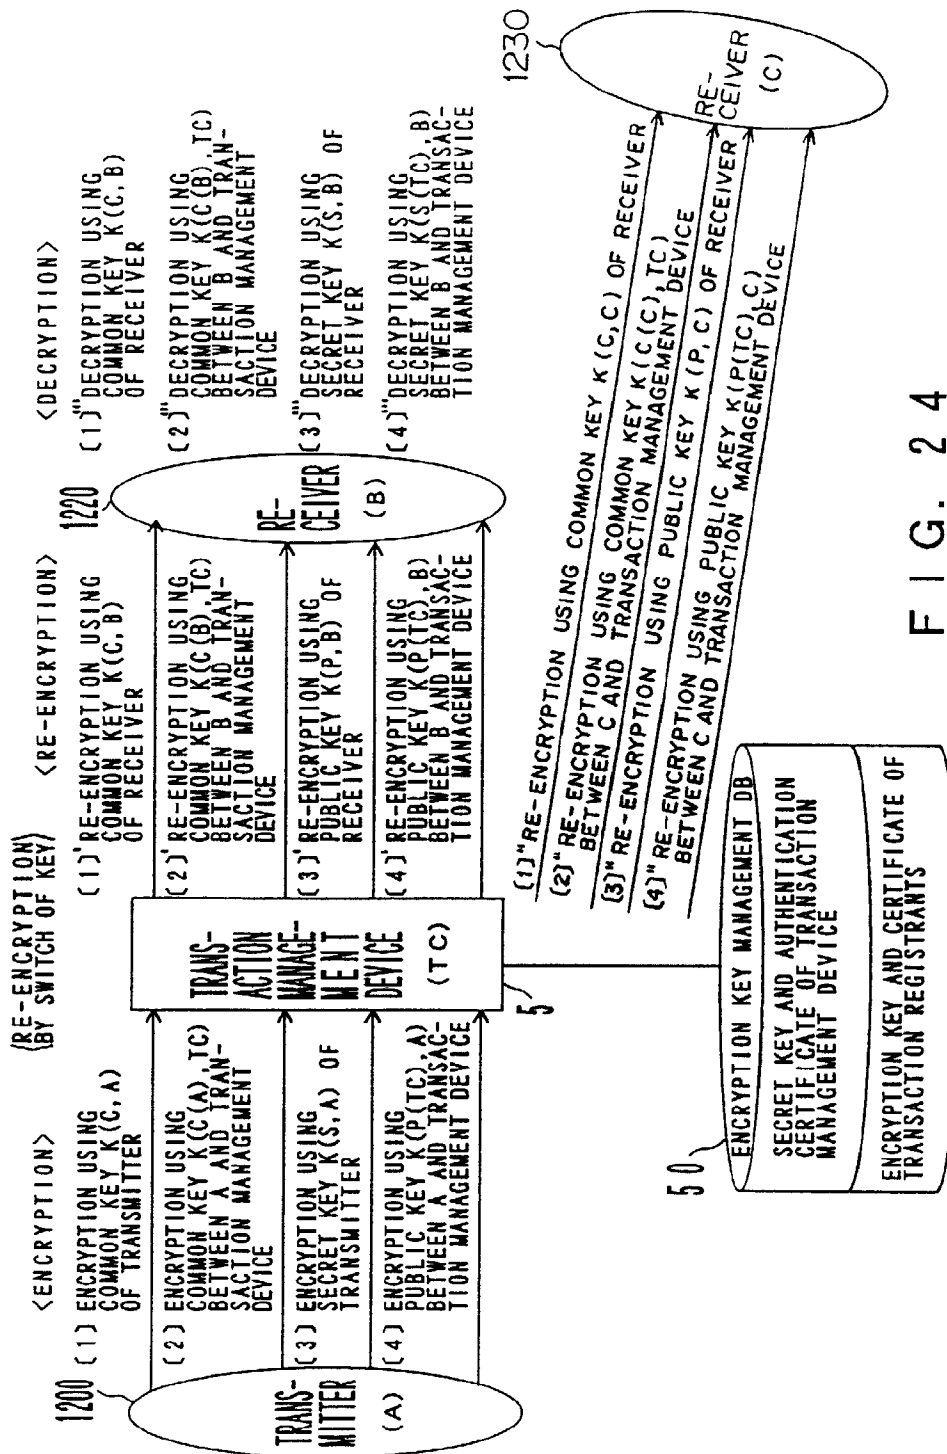 (RE-ENCRYPTION)
(BY SWITCH OF KEY)
<ENCRYPTION>
<RE-ENCRYPTION>
<DECRYPTION>
1200
TRANS-
MITTER
(A)
(1) ENCRYPTION USING
COMMON KEY K(C,A)
OF TRANSMITTER
(2) ENCRYPTION USING
COMMON KEY K(C(A),TC)
BETWEEN A AND TRAN-
SACTION MANAGEMENT
DEVICE
(3) ENCRYPTION USING
SECRET KEY K(S,A) OF
TRANSMITTER
(4) ENCRYPTION USING
PUBLIC KEY K(P(TC),A)
BETWEEN A AND TRANSAC-
TION MANAGEMENT DEVICE
TRANS-
ACTION
MANAGE-
MENT
DEVICE
(TC)
5
(1)'RE-ENCRYPTION USING
COMMON KEY K(C,B)
OF RECEIVER
(2)'RE-ENCRYPTION USING
COMMON KEY K(C(B),TC)
BETWEEN B AND TRAN-
SACTION MANAGEMENT
DEVICE
(3)'RE-ENCRYPTION USING
PUBLIC KEY K(P,B) OF
RECEIVER
(4)'RE-ENCRYPTION USING
PUBLIC KEY K(P(TC),B)
BETWEEN B AND TRANSAC-
TION MANAGEMENT DEVICE
1220
RE-
CEIVER
(B)
(1)'''DECRYPTION USING
COMMON KEY K(C,B)
OF RECEIVER
(2)'''DECRYPTION USING
COMMON KEY K(C(B),TC)
BETWEEN B AND TRAN-
SACTION MANAGEMENT
DEVICE
(3)'''DECRYPTION USING
SECRET KEY K(S,B) OF
RECEIVER
(4)'''DECRYPTION USING
SECRET KEY K(S(TC),B)
BETWEEN B AND TRANSAC-
TION MANAGEMENT DEVICE
(1)"RE-ENCRYPTION USING COMMON KEY K(C,C) OF RECEIVER
(2)"RE-ENCRYPTION USING COMMON KEY K(C(C),TC)
BETWEEN C AND TRANSACTION MANAGEMENT DEVICE
(3)"RE-ENCRYPTION USING PUBLIC KEY K(P,C) OF RECEIVER
(4)"RE-ENCRYPTION USING PUBLIC KEY K(P(TC),C)
BETWEEN C AND TRANSACTION MANAGEMENT DEVICE
1230
RE-
CEIVER
(C)
50
ENCRYPTION KEY MANAGEMENT DB
SECRET KEY AND AUTHENTICATION
CERTIFICATE OF TRANSACTION
MANAGEMENT DEVICE
ENCRYPTION KEY AND CERTIFICATE OF
TRANSACTION REGISTRANTS
FIG. 24